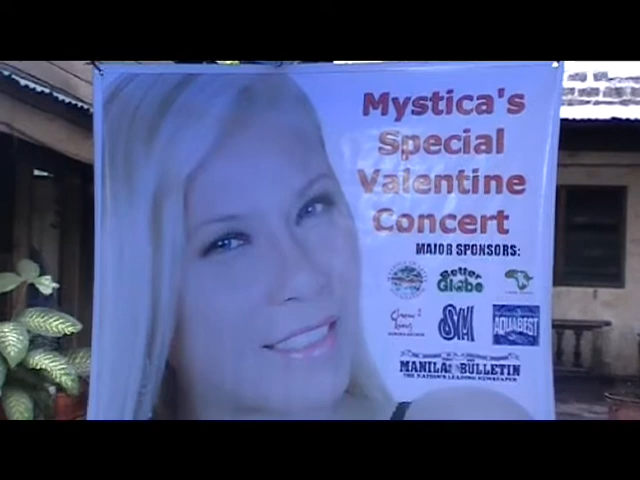 Mystica's
Special
Valentine
Concert
MAJOR SPONSORS:
Better
Globe
SM
AQUABEST
MANILA BULLETIN
THE NATION'S LEADING NEWSPAPER